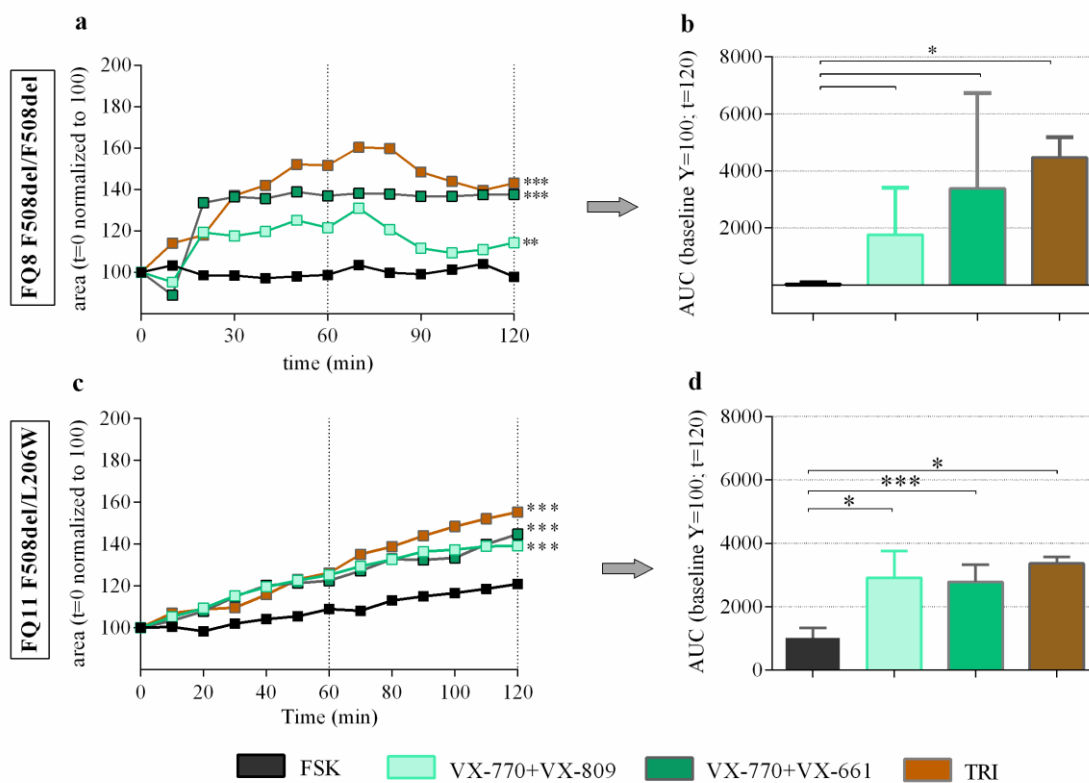 a
b
FQ8 F508del/F508del
area (t=0 normalized to 100)
200
180
160
140
120
100
***
***
**
0
30
60
90
120
time (min)
AUC (baseline Y=100; t=120)
8000
6000
4000
2000
*
c
d
FQ11 F508del/L206W
area (t=0 normalized to 100)
200
180
160
140
120
100
***
***
***
0
20
40
60
80
100
120
Time (min)
AUC (baseline Y=100; t=120)
8000
6000
4000
2000
0
*
***
*
FSK
VX-770+VX-809
VX-770+VX-661
TRI